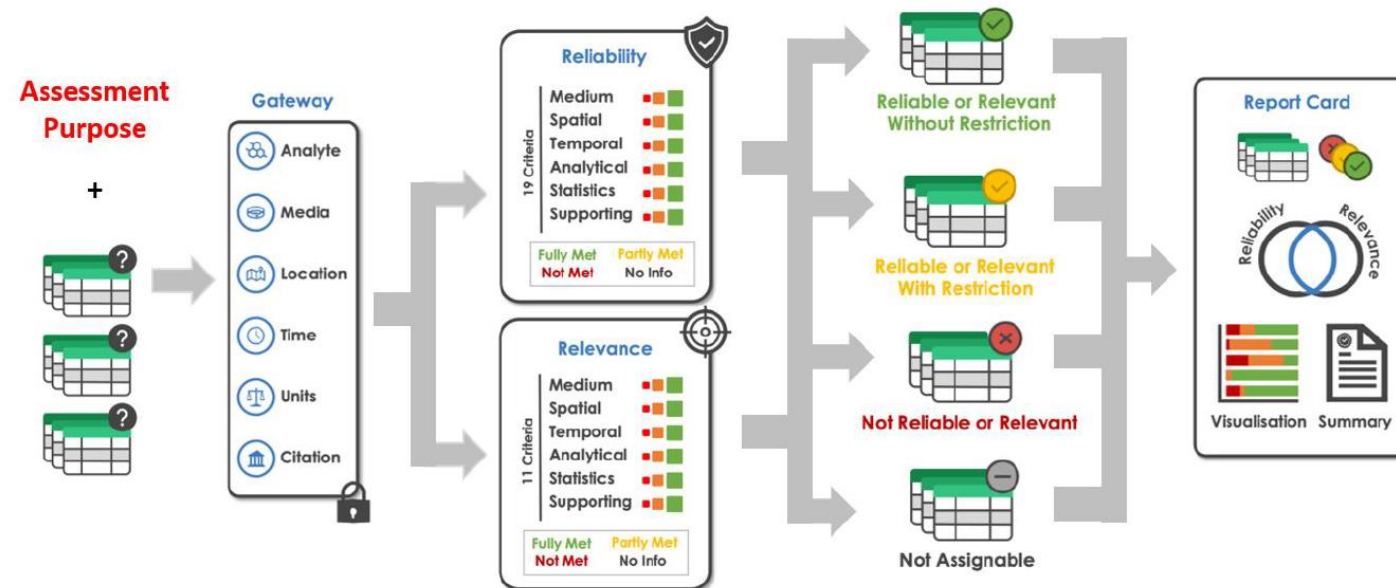 Assessment
Purpose
+
?
?
?
Gateway
Analyte
Media
Location
Time
Units
Citation
Reliability
19 Criteria
Medium
Spatial
Temporal
Analytical
Statistics
Supporting
Fully Met Partly Met
Not Met No Info
Relevance
11 Criteria
Medium
Spatial
Temporal
Analytical
Statistics
Supporting
Fully Met Partly Met
Not Met No Info
Reliable or Relevant
Without Restriction
Reliable or Relevant
With Restriction
Not Reliable or Relevant
Not Assignable
Report Card
Reliability Relevance
Visualisation Summary